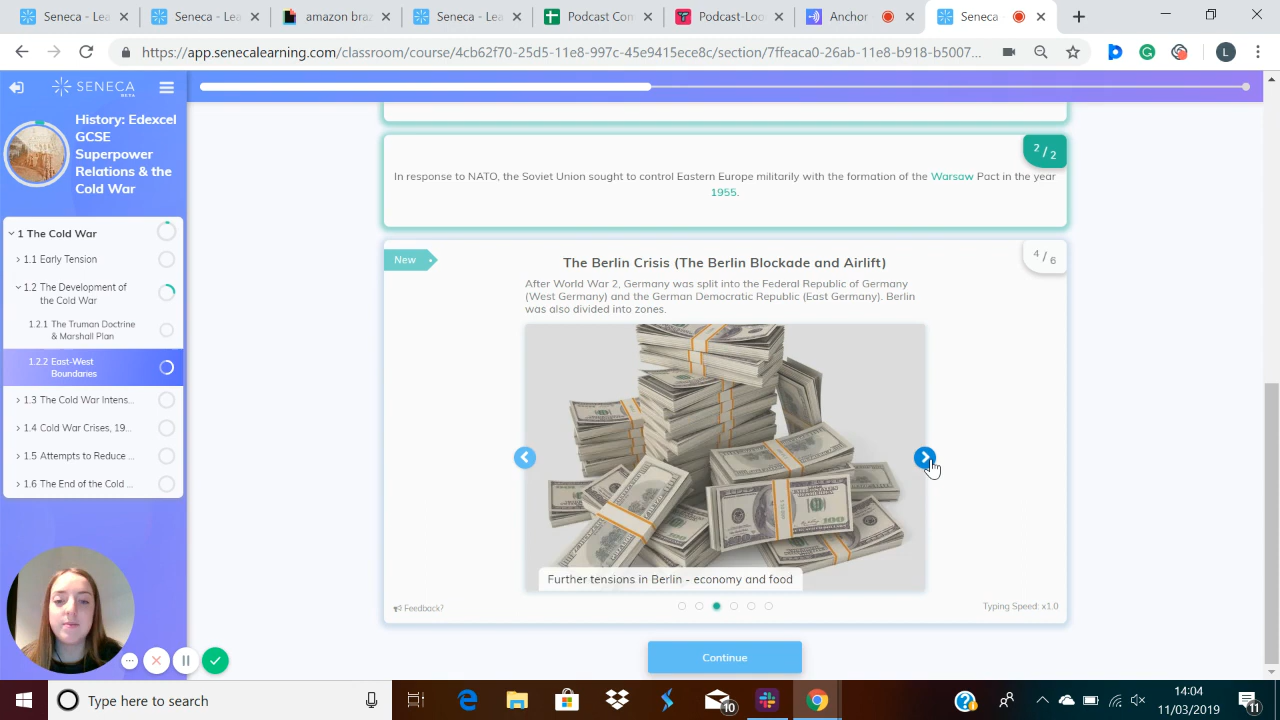 Seneca - Lea
Seneca - Lea
amazon braz
Seneca - Lea
Podcast Con
Podcast-Loo
Anchor
Seneca -
https://app.senecalearning.com/classroom/course/4cb62f70-25d5-11e8-997c-45e9415ece8c/section/7ffeaca0-26ab-11e8-b918-b5007...
L
SENECA
BETA
History: Edexcel
GCSE
Superpower
Relations & the
Cold War
1 The Cold War
1.1 Early Tension
1.2 The Development of
the Cold War
1.2.1 The Truman Doctrine
& Marshall Plan
1.2.2 East-West
Boundaries
1.3 The Cold War Intens...
1.4 Cold War Crises, 19...
1.5 Attempts to Reduce ...
1.6 The End of the Cold ...
2 / 2
In response to NATO, the Soviet Union sought to control Eastern Europe militarily with the formation of the Warsaw Pact in the year
1955.
New
4 / 6
The Berlin Crisis (The Berlin Blockade and Airlift)
After World War 2, Germany was split into the Federal Republic of Germany
(West Germany) and the German Democratic Republic (East Germany). Berlin
was also divided into zones.
100
Further tensions in Berlin - economy and food
Feedback?
Typing Speed: x1.0
Continue
Type here to search
10
14:04
11/03/2019
11